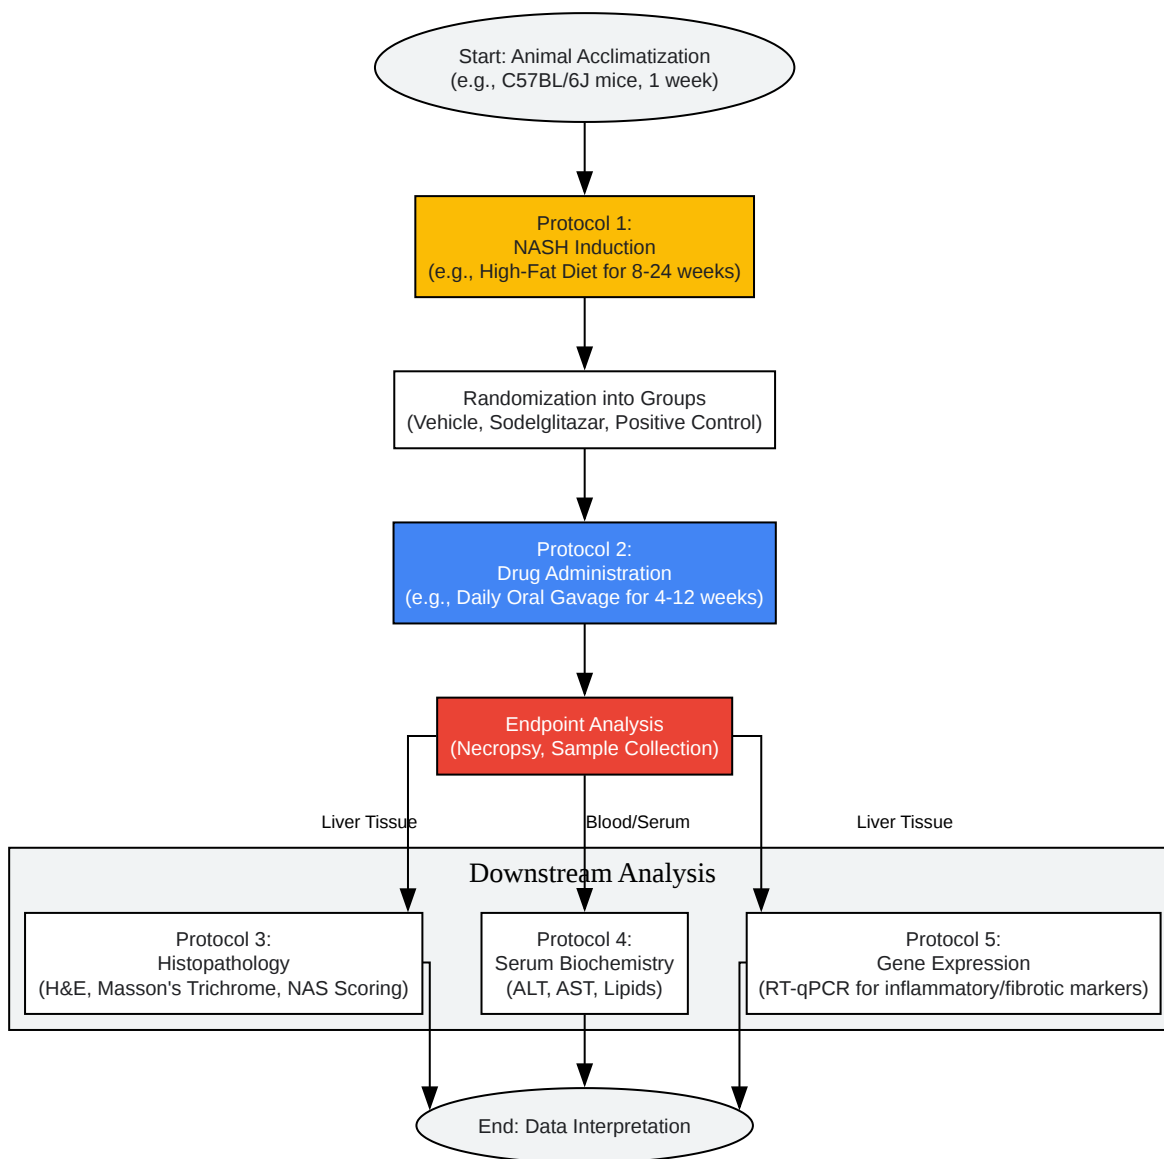 Start: Animal Acclimatization
(e.g., C57BL/6J mice, 1 week)
Protocol 1:
NASH Induction
(e.g., High-Fat Diet for 8-24 weeks)
Randomization into Groups
(Vehicle, Sodelglitazar, Positive Control)
Protocol 2:
Drug Administration
(e.g., Daily Oral Gavage for 4-12 weeks)
Endpoint Analysis
(Necropsy, Sample Collection)
Liver Tissue
Blood/Serum
Liver Tissue
Downstream Analysis
Protocol 3:
Histopathology
(H&E, Masson's Trichrome, NAS Scoring)
Protocol 4:
Serum Biochemistry
(ALT, AST, Lipids)
Protocol 5:
Gene Expression
(RT-qPCR for inflammatory/fibrotic markers)
End: Data Interpretation